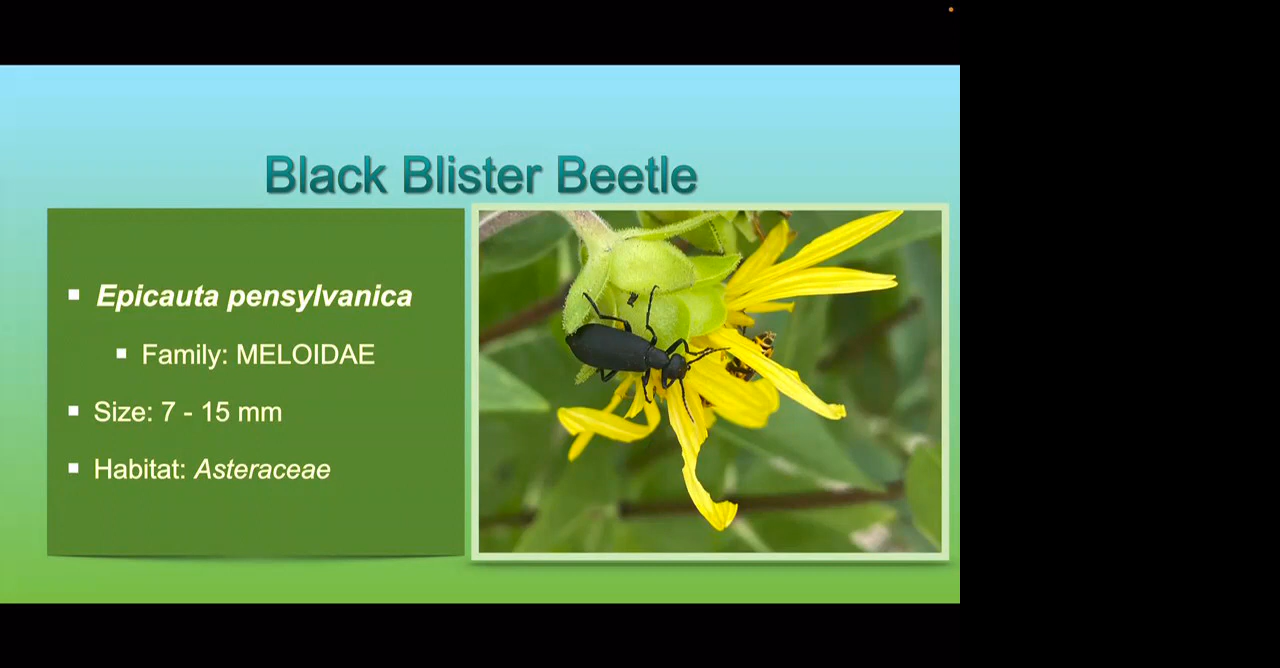 Black Blister Beetle
Epicauta pensylvanica
Family: MELOIDAE
Size: 7 - 15 mm
Habitat: Asteraceae